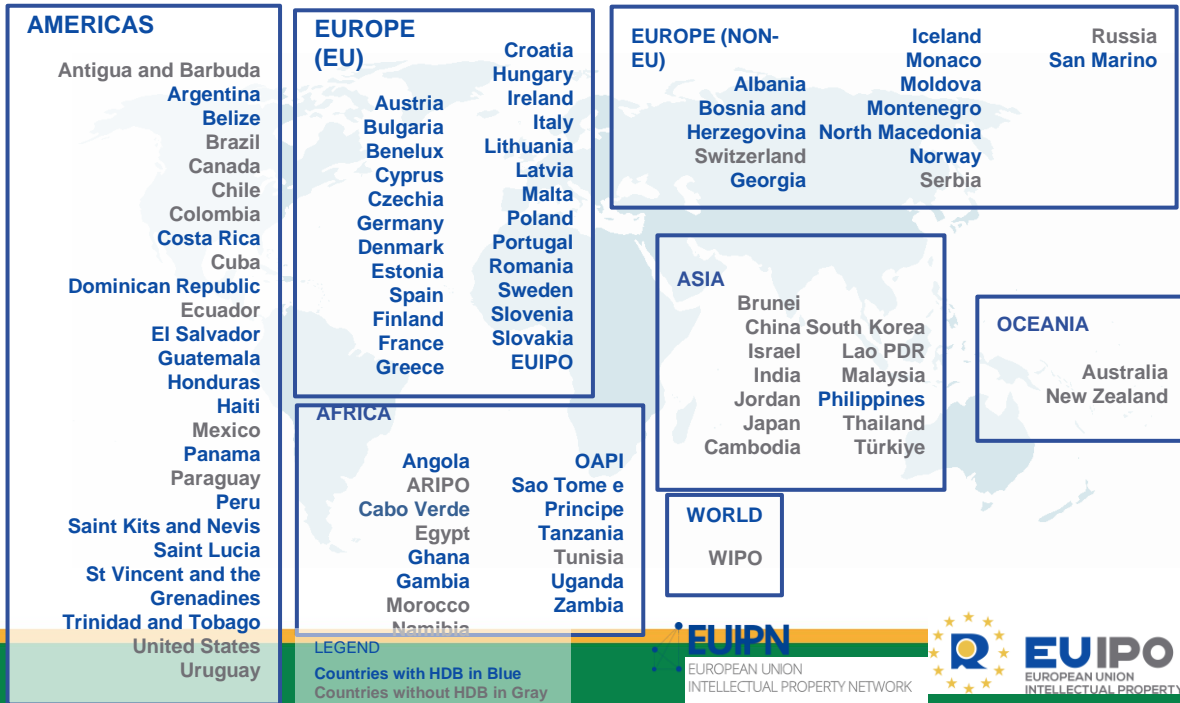 AMERICAS
Antigua and Barbuda
Argentina
Belize
Brazil
Canada
Chile
Colombia
Costa Rica
Cuba
Dominican Republic
Ecuador
El Salvador
Guatemala
Honduras
Haiti
Mexico
Panama
Paraguay
Peru
Saint Kits and Nevis
Saint Lucia
St Vincent and the
Grenadines
Trinidad and Tobago
United States
Uruguay
EUROPE
(EU)
Austria
Bulgaria
Benelux
Cyprus
Czechia
Germany
Denmark
Estonia
Spain
Finland
France
Greece
Croatia
Hungary
Ireland
Italy
Lithuania
Latvia
Malta
Poland
Portugal
Romania
Sweden
Slovenia
Slovakia
EUIPO
EUROPE (NON-
EU)
Albania
Bosnia and
Herzegovina
Switzerland
Georgia
Iceland
Monaco
Moldova
Montenegro
North Macedonia
Norway
Serbia
Russia
San Marino
AFRICA
Angola
ARIPO
Cabo Verde
Egypt
Ghana
Gambia
Morocco
Namibia
OAPI
Sao Tome e
Principe
Tanzania
Tunisia
Uganda
Zambia
ASIA
Brunei
China
Israel
India
Jordan
Japan
Cambodia
South Korea
Lao PDR
Malaysia
Philippines
Thailand
Türkiye
OCEANIA
Australia
New Zealand
WORLD
WIPO
LEGEND
Countries with HDB in Blue
Countries without HDB in Gray
EUIPN
EUROPEAN UNION
INTELLECTUAL PROPERTY NETWORK
R
EUIPO
EUROPEAN UNION
INTELLECTUAL PROPERTY